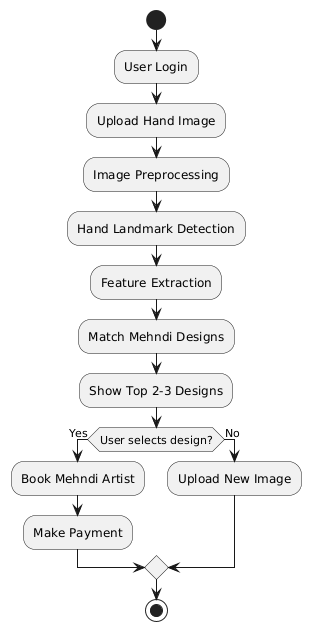 User Login
Upload Hand Image
Image Preprocessing
Hand Landmark Detection
Feature Extraction
Match Mehndi Designs
Show Top 2-3 Designs
User selects design?
Yes
No
Book Mehndi Artist
Upload New Image
Make Payment